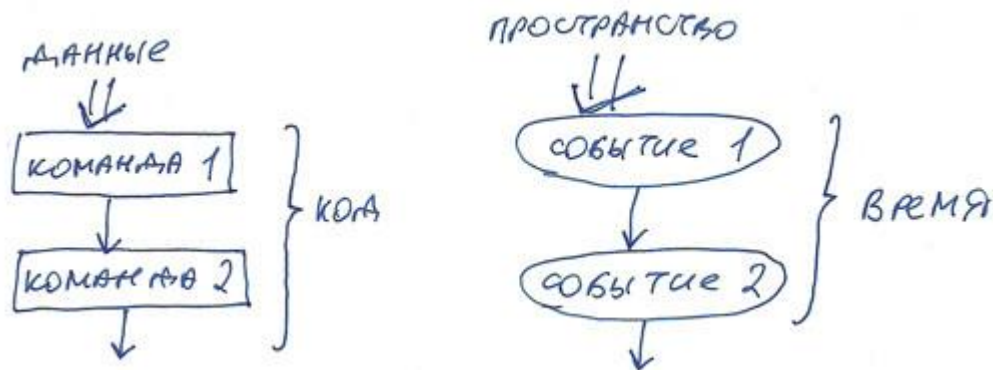 ДАННЫЕ
КОМАНДА 1
КОМАНДА 2
КОД
ПРОСТРАНСТВО
СОБЫТИЕ 1
СОБЫТИЕ 2
ВРЕМЯ